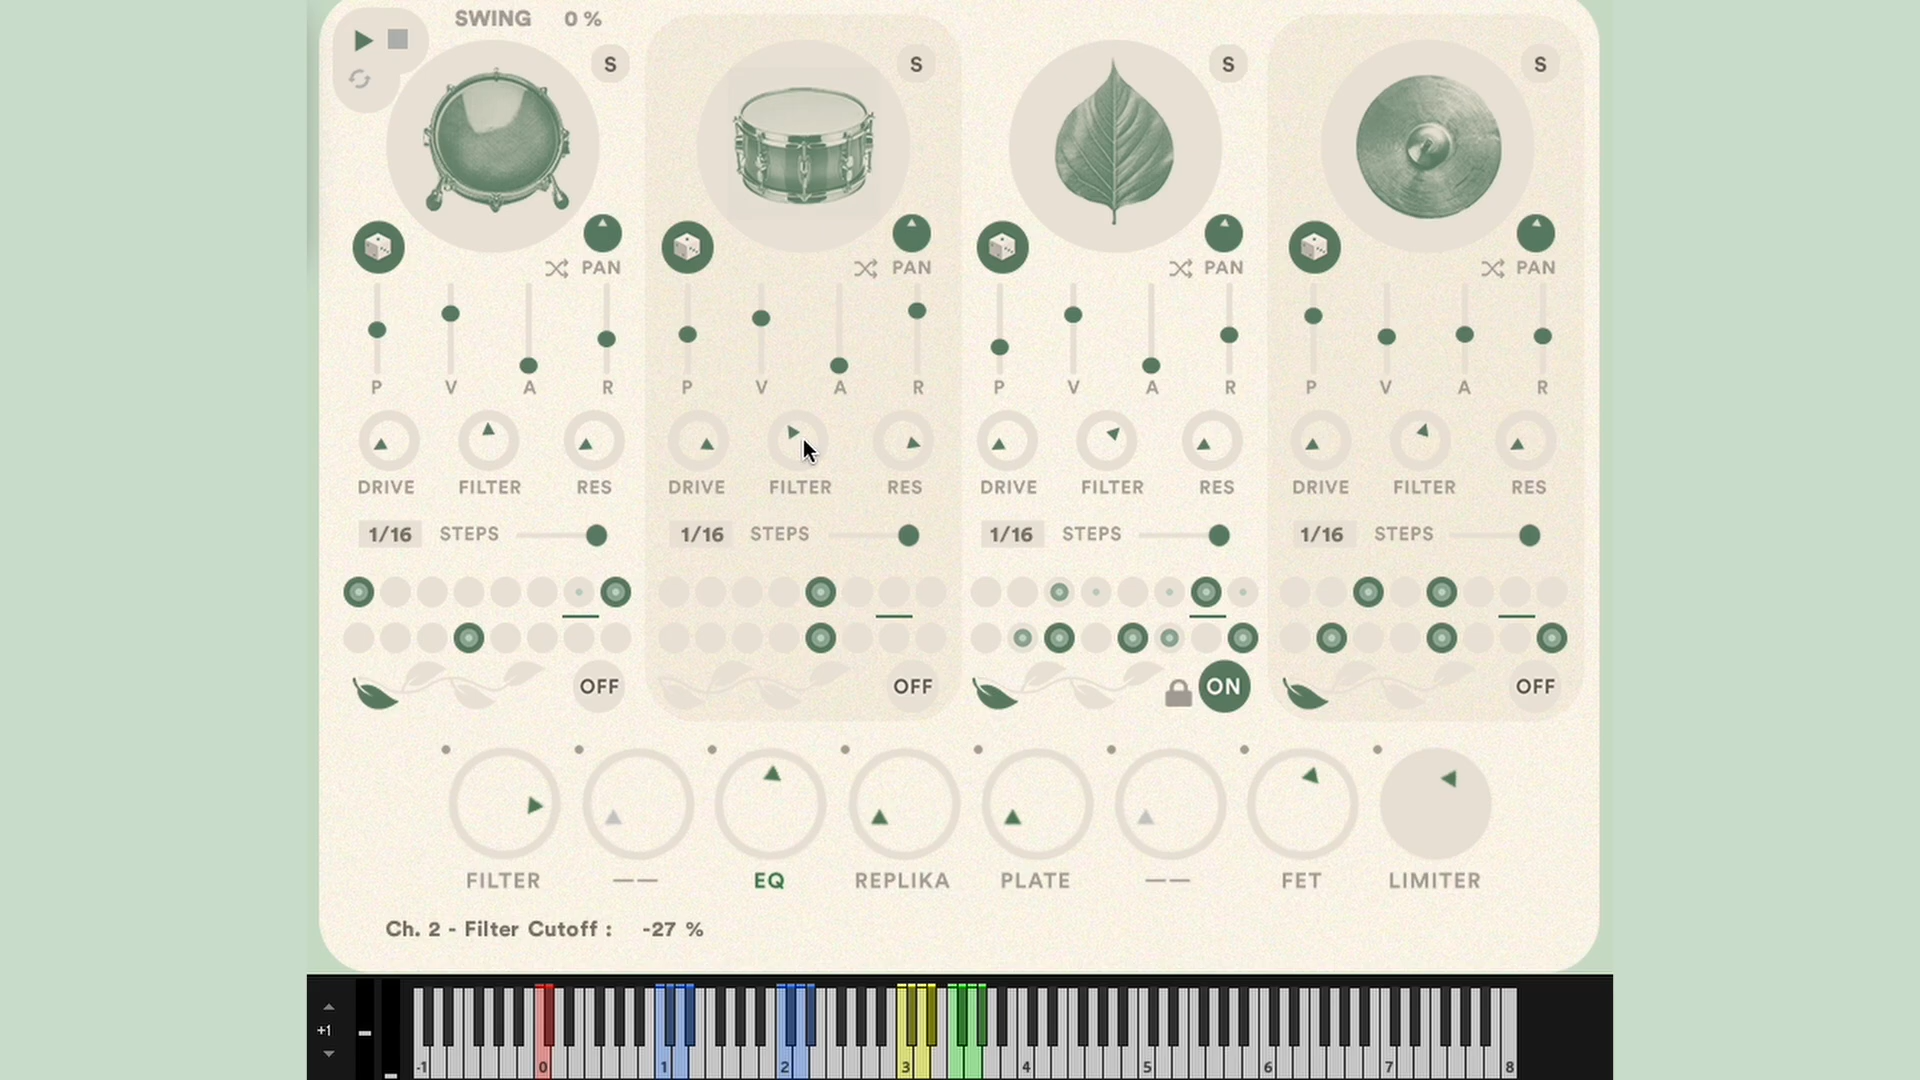 SWING 0 %
S S S S
PAN PAN PAN PAN
P V A R P V A R P V A R P V A R
DRIVE FILTER RES DRIVE FILTER RES DRIVE FILTER RES DRIVE FILTER RES
1/16 STEPS 1/16 STEPS 1/16 STEPS 1/16 STEPS
OFF OFF ON OFF
FILTER —— EQ REPLIKA PLATE —— FET LIMITER
Ch. 2 - Filter Cutoff : -27 %
+1
-1 0 1 2 3 4 5 6 7 8